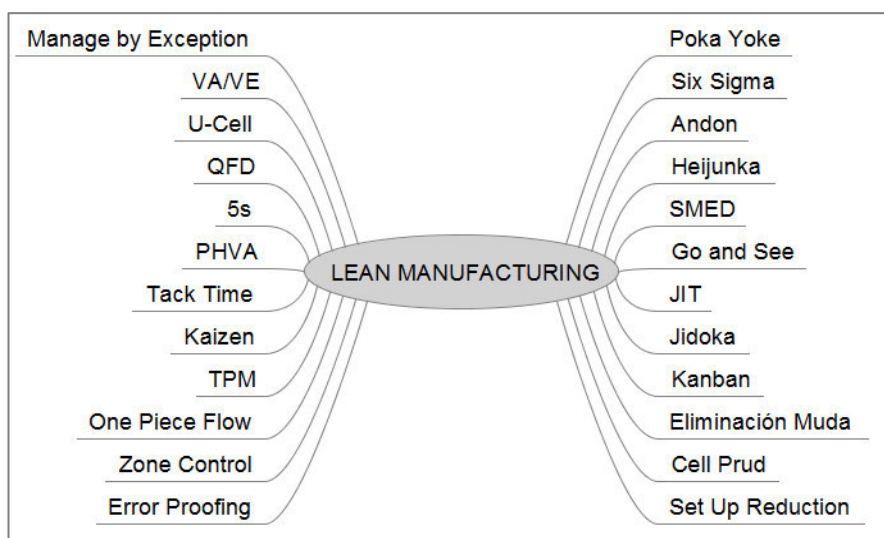 Manage by Exception
VA/VE
U-Cell
QFD
5s
PHVA
Tack Time
Kaizen
TPM
One Piece Flow
Zone Control
Error Proofing
LEAN MANUFACTURING
Poka Yoke
Six Sigma
Andon
Heijunka
SMED
Go and See
JIT
Jidoka
Kanban
Eliminación Muda
Cell Prud
Set Up Reduction